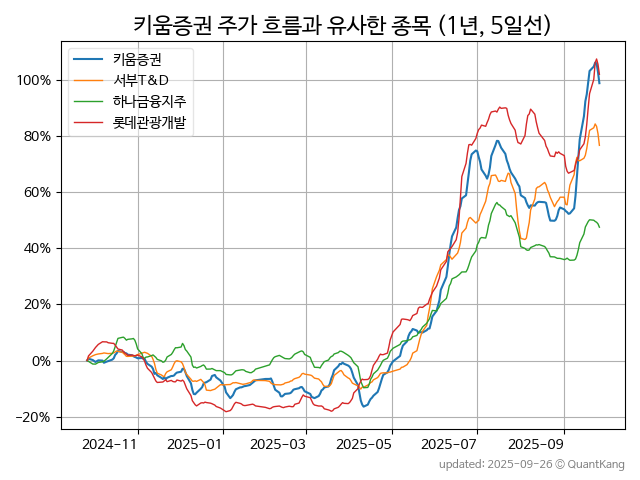 키움증권 주가 흐름과 유사한 종목 (1년, 5일선)
키움증권
서부T&D
하나금융지주
롯데관광개발
100%
80%
60%
40%
20%
0%
−20%
2024-11
2025-01
2025-03
2025-05
2025-07
2025-09
updated: 2025-09-26 © QuantKang